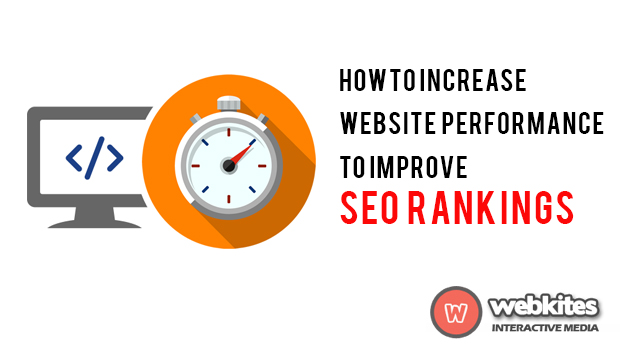 </>
HOW TO INCREASE
WEBSITE PERFORMANCE
TO IMPROVE
SEO RANKINGS
W webkites
INTERACTIVE MEDIA